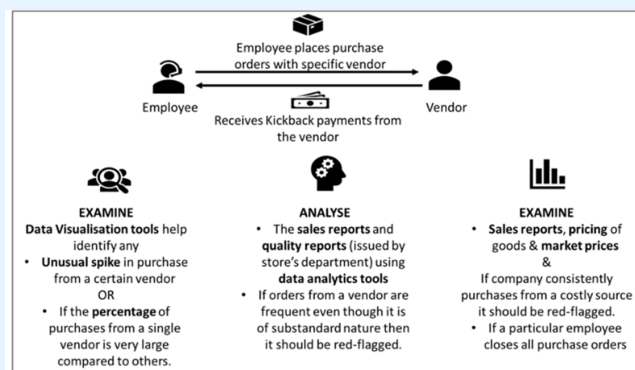 Employee places purchase
orders with specific vendor
Employee
Vendor
Receives Kickback payments from
the vendor
EXAMINE
Data Visualisation tools help
identify any
• Unusual spike in purchase
from a certain vendor
OR
• If the percentage of
purchases from a single
vendor is very large
compared to others.
ANALYSE
• The sales reports and
quality reports (issued by
store's department) using
data analytics tools
• If orders from a vendor are
frequent even though it is
of substandard nature then
it should be red-flagged.
EXAMINE
• Sales reports, pricing of
goods & market prices
&
If company consistently
purchases from a costly source
it should be red-flagged.
• If a particular employee
closes all purchase orders